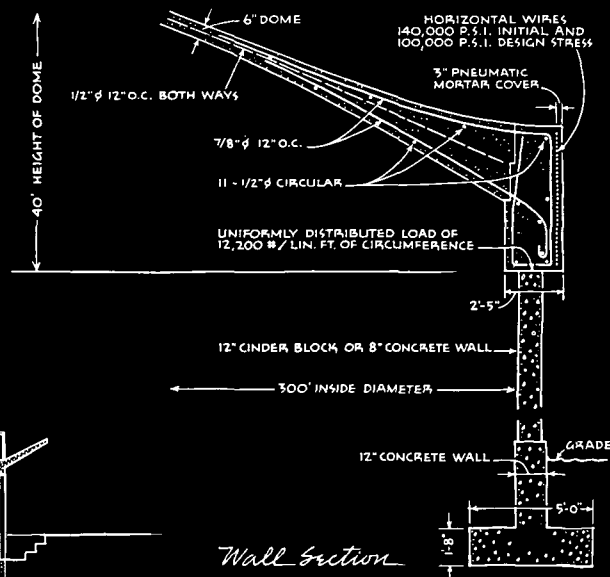 6" DOME
HORIZONTAL WIRES
140,000 P.S.I. INITIAL AND
100,000 P.S.I. DESIGN STRESS
3" PNEUMATIC
MORTAR COVER
1/2" ϕ 12" O.C. BOTH WAYS
40' HEIGHT OF DOME
7/8" ϕ 12" O.C.
11 - 1/2" ϕ CIRCULAR
UNIFORMLY DISTRIBUTED LOAD OF
12,200 #/LIN. FT. OF CIRCUMFERENCE
2'-5"
12" CINDER BLOCK OR 8" CONCRETE WALL
300' INSIDE DIAMETER
GRADE
12" CONCRETE WALL
5'-0"
1'-8"
Wall Section